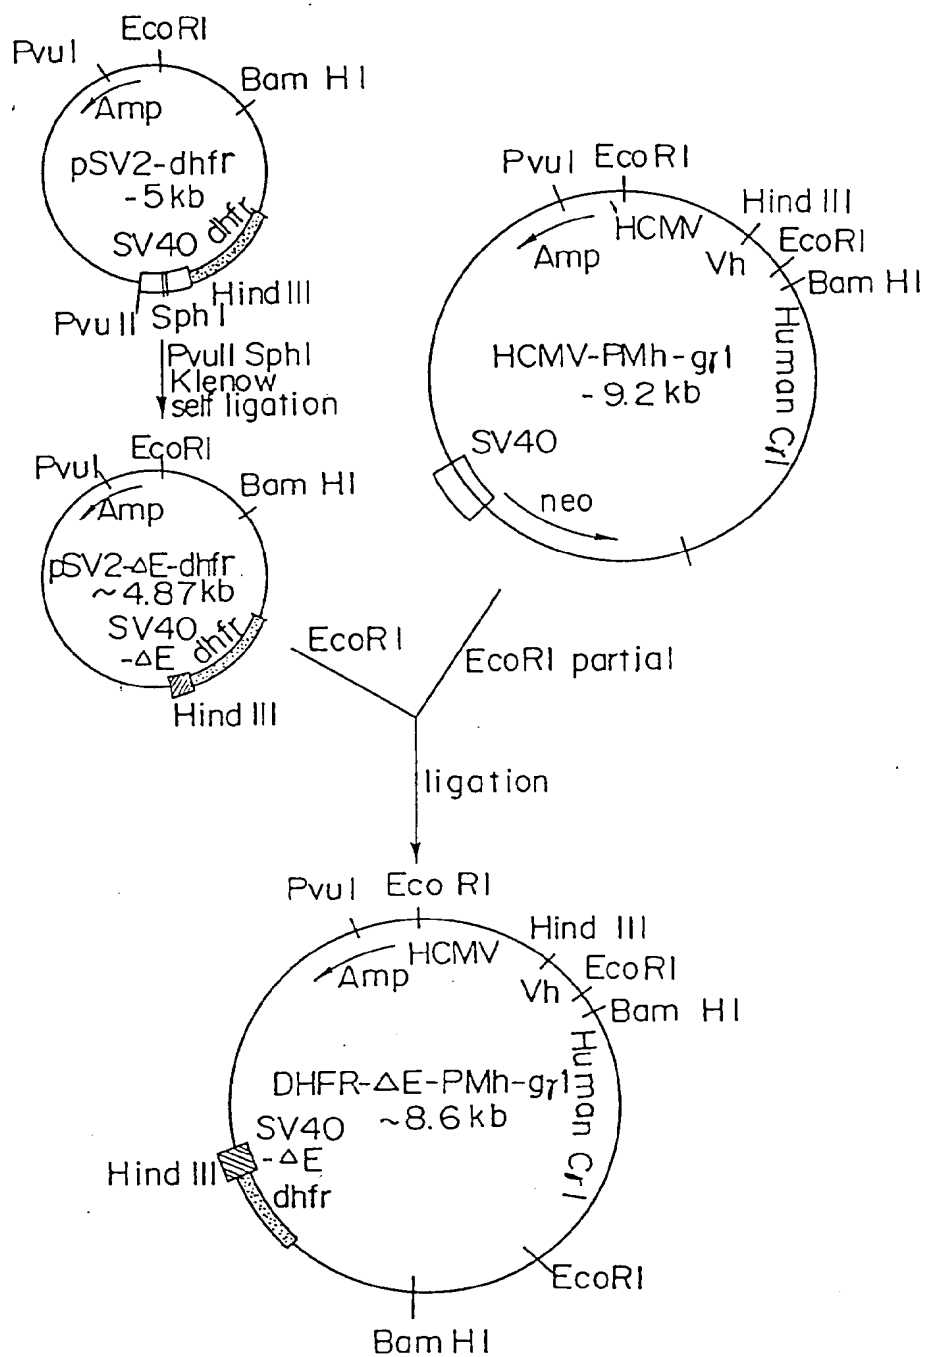 EcoRI
PvuI
Bam HI
Amp
pSV2-dhfr
-5 kb
dhfr
SV40
Hind III
PvuII
SphI
PvuII SphI
Klenow
self ligation
EcoRI
PvuI
Bam HI
Amp
pSV2-ΔE-dhfr
~4.87kb
SV40
-ΔE
dhfr
Hind III
PvuI
EcoRI
Hind III
EcoRI
Bam HI
HCMV
Amp
Vh
Human Cγ1
HCMV-PMh-gγ1
- 9.2 kb
SV40
neo
EcoRI
EcoRI partial
ligation
PvuI
Eco RI
Hind III
EcoRI
Bam HI
HCMV
Amp
Vh
Human Cγ1
DHFR-ΔE-PMh-gγ1
~8.6 kb
SV40
-ΔE
Hind III
dhfr
EcoRI
Bam HI